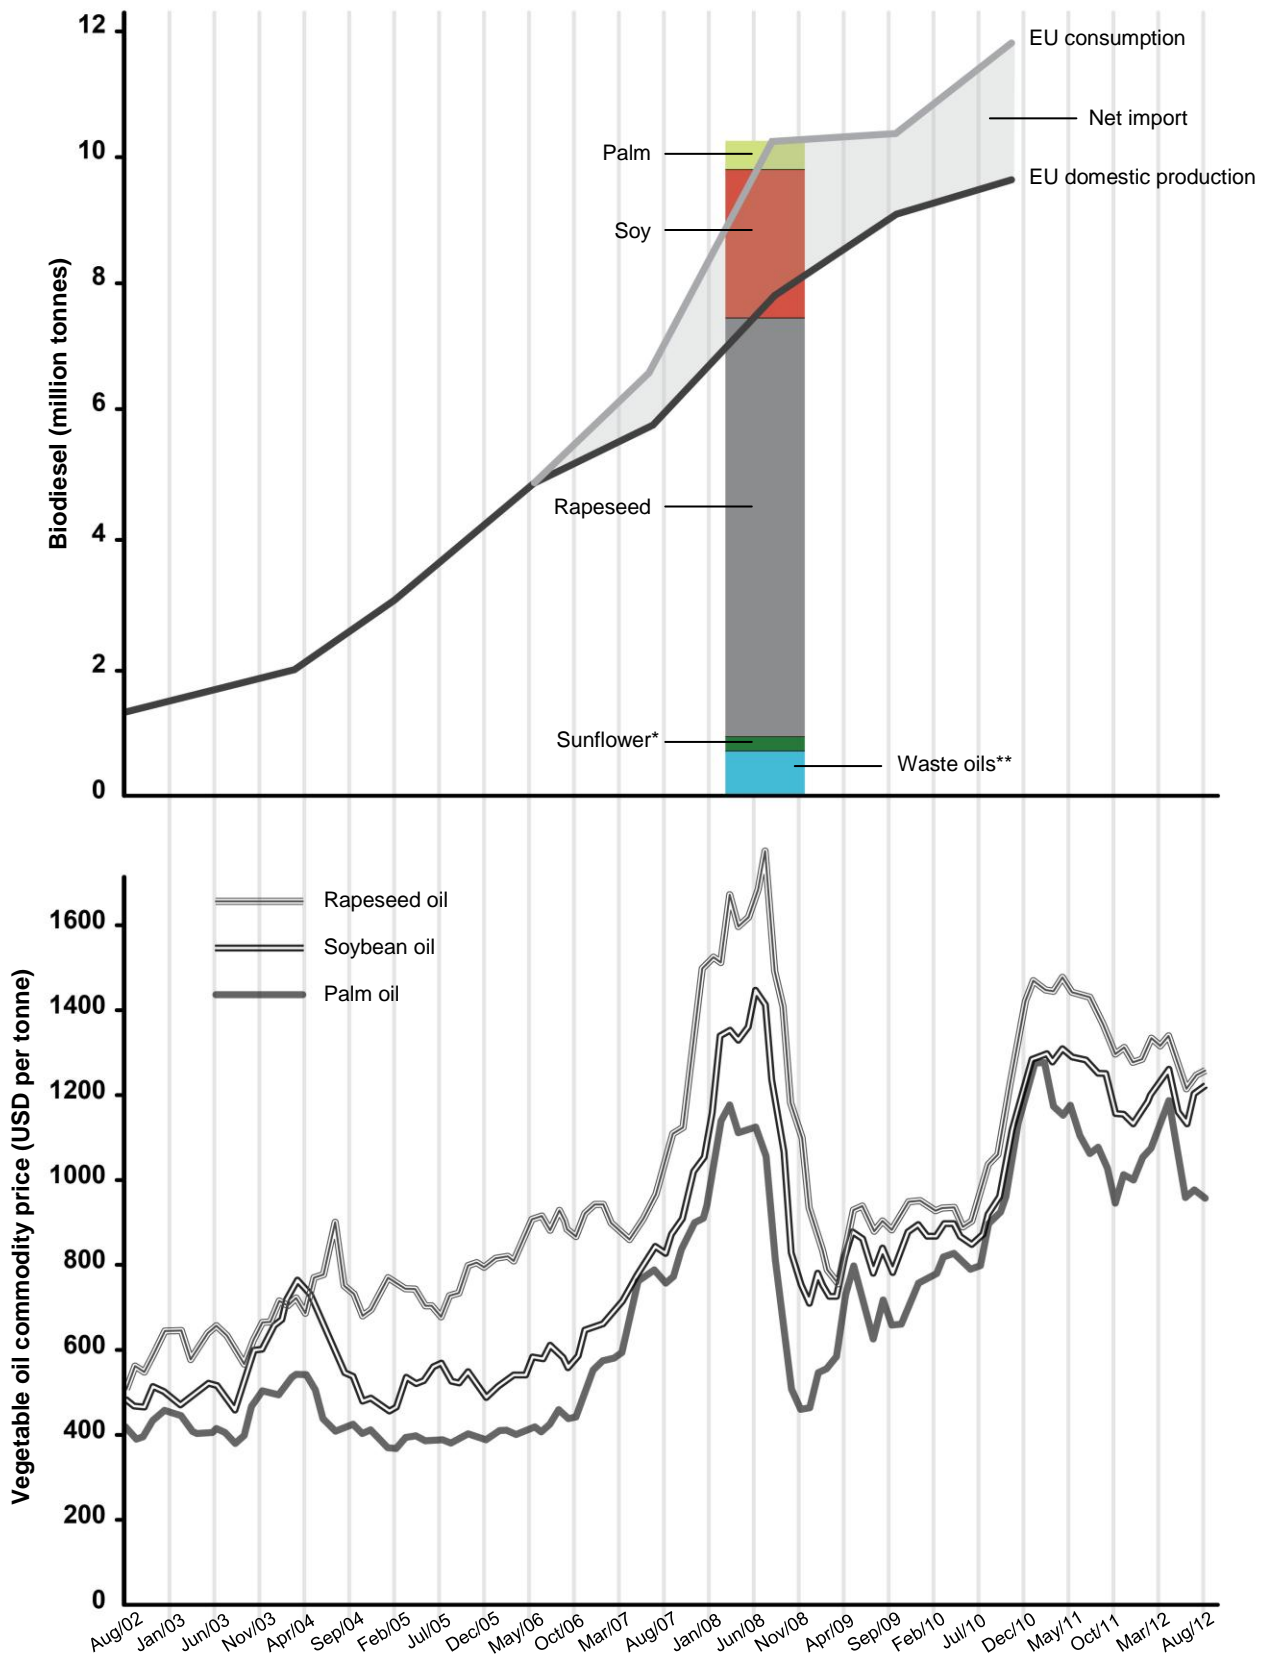 12
EU consumption
Net import
Palm
10
EU domestic production
Soy
8
Biodiesel (million tonnes)
6
Rapeseed
4
2
Sunflower*
Waste oils**
0
Rapeseed oil
1600
Soybean oil
Palm oil
1400
1200
Vegetable oil commodity price (USD per tonne)
1000
800
600
400
200
0
Aug/02 Jan/03 Jun/03 Nov/03 Apr/04 Sep/04 Feb/05 Jul/05 Dec/05 May/06 Oct/06 Mar/07 Aug/07 Jan/08 Jun/08 Nov/08 Apr/09 Sep/09 Feb/10 Jul/10 Dec/10 May/11 Oct/11 Mar/12 Aug/12